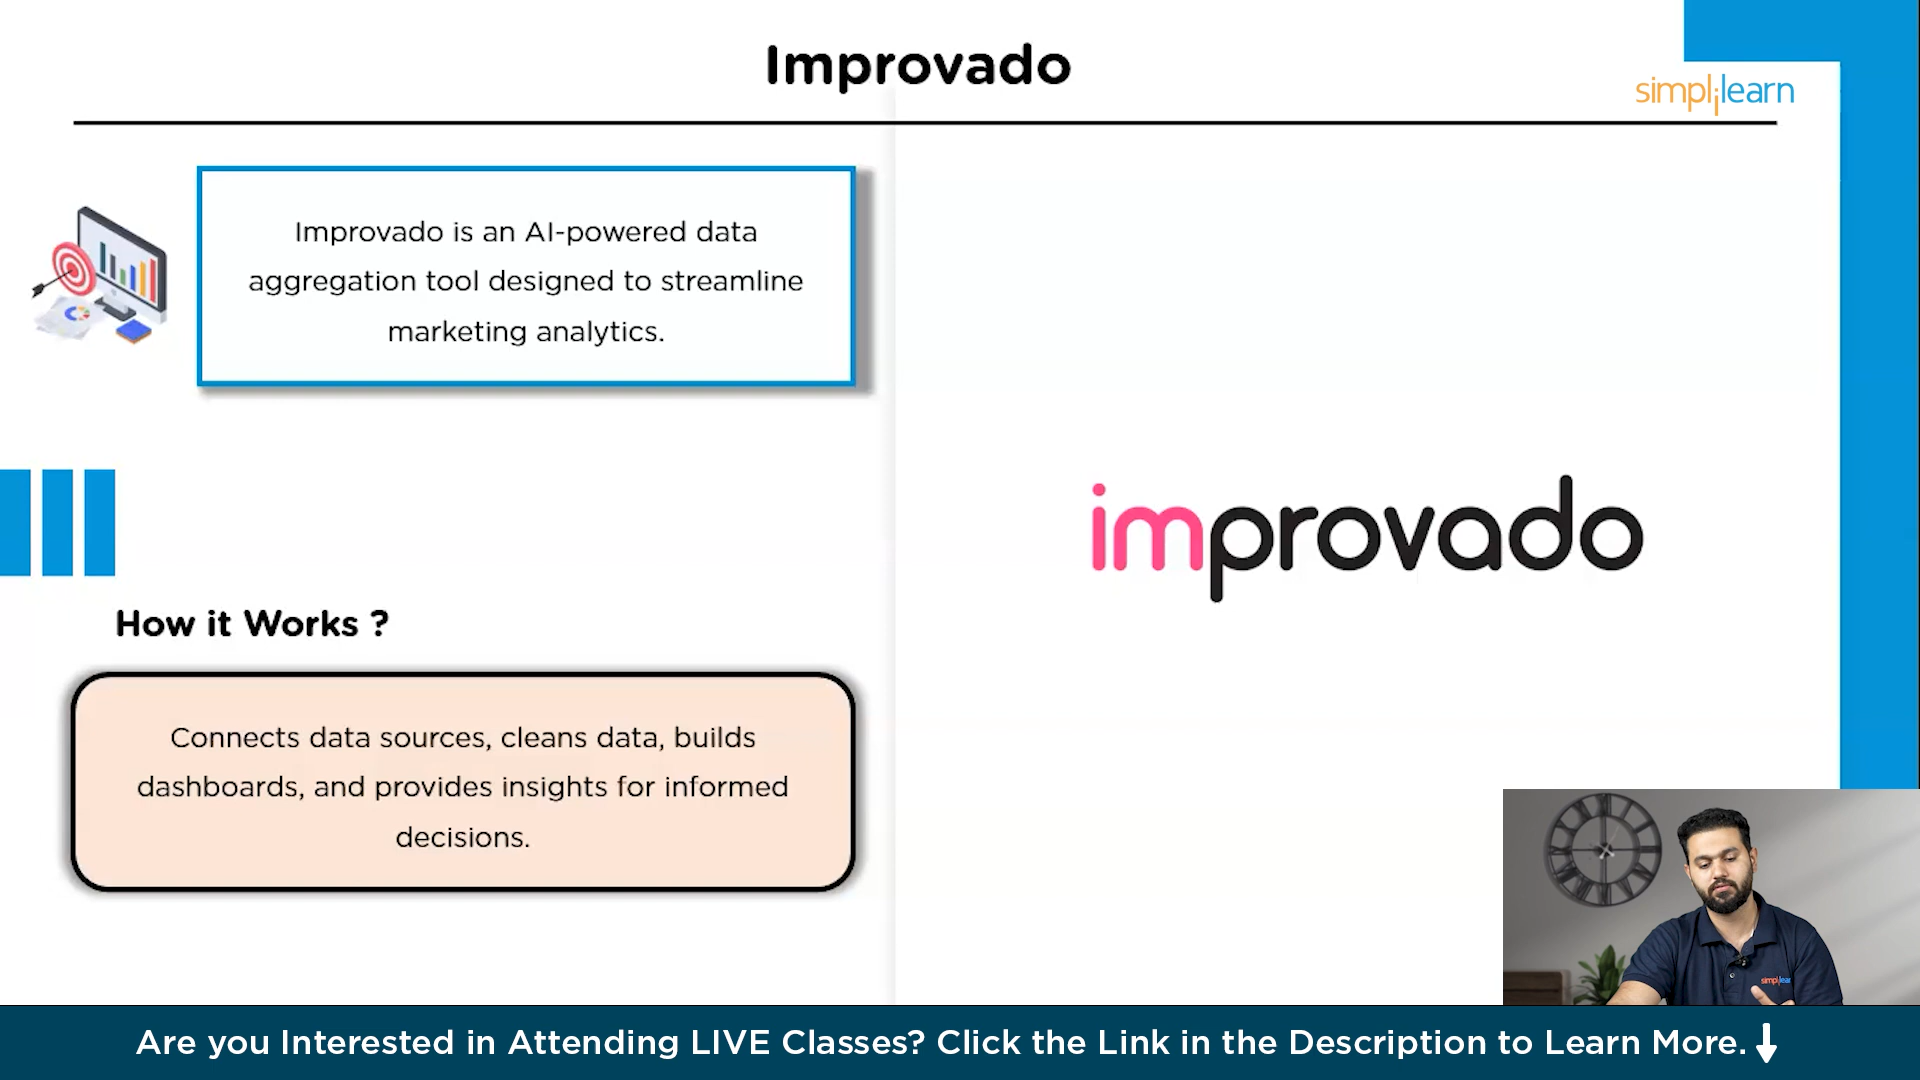 Improvado
simplilearn
Improvado is an AI-powered data
aggregation tool designed to streamline
marketing analytics.
improvado
How it Works ?
Connects data sources, cleans data, builds
dashboards, and provides insights for informed
decisions.
simplilearn
Are you Interested in Attending LIVE Classes? Click the Link in the Description to Learn More.